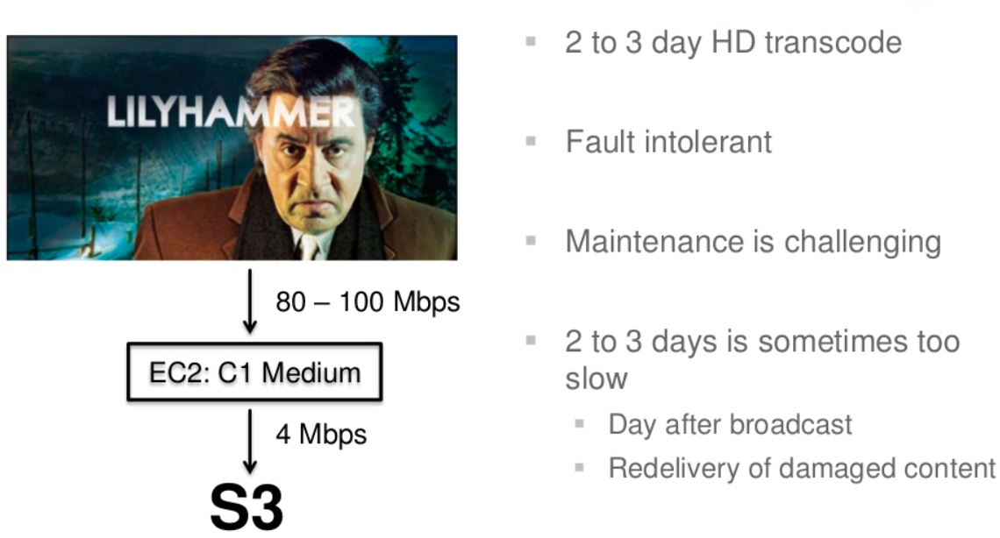 LILYHAMMER
80 – 100 Mbps
EC2: C1 Medium
4 Mbps
S3
2 to 3 day HD transcode
Fault intolerant
Maintenance is challenging
2 to 3 days is sometimes too
slow
Day after broadcast
Redelivery of damaged content